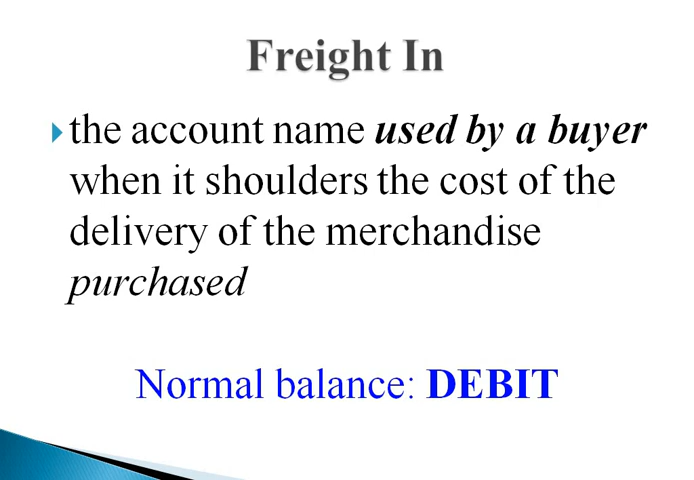 Freight In
the account name used by a buyer
when it shoulders the cost of the
delivery of the merchandise
purchased
Normal balance: DEBIT